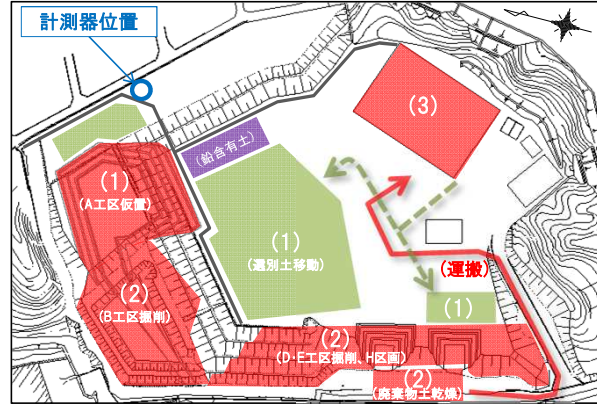 計測器位置
(3)
(鉛含有土)
(1)
(A工区仮置)
(1)
(選別土移動)
(運搬)
(2)
(B工区掘削)
(1)
(2)
(D・E工区掘削、H区画)
(2)
(廃棄物土乾燥)